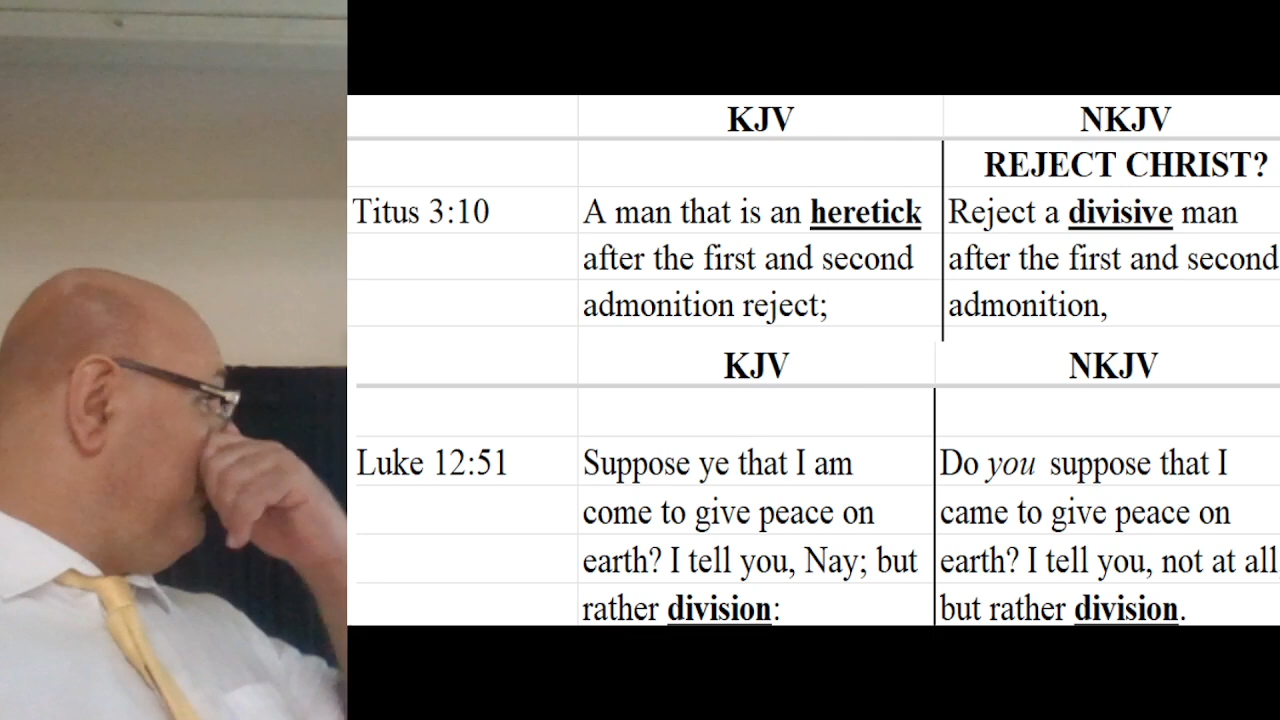 KJV NKJV
REJECT CHRIST?
Titus 3:10 A man that is an heretick Reject a divisive man
after the first and second after the first and second
admonition reject; admonition,
KJV NKJV
Luke 12:51 Suppose ye that I am Do you suppose that I
come to give peace on came to give peace on
earth? I tell you, Nay; but earth? I tell you, not at all
rather division: but rather division.